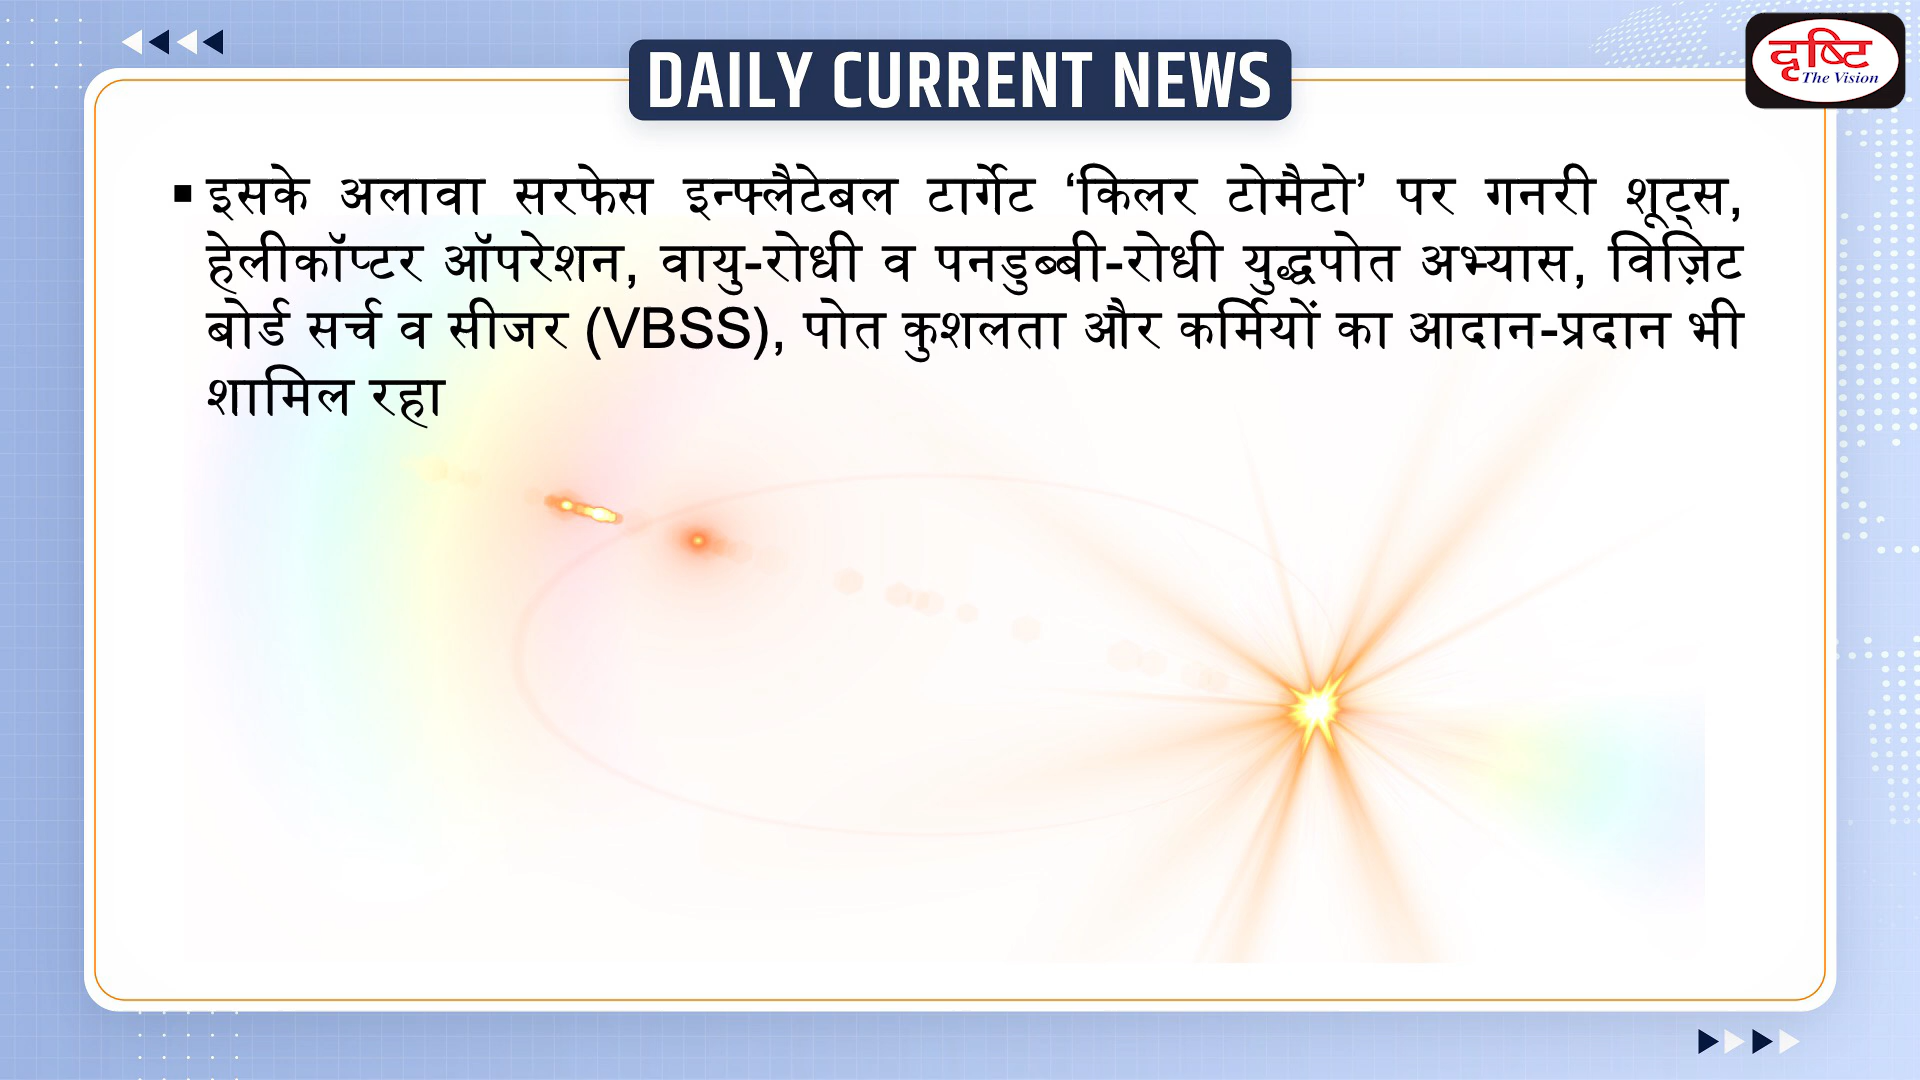 DAILY CURRENT NEWS
दृष्टि
The Vision
▪ इसके अलावा सरफेस इन्फ्लैटेबल टार्गेट ‘किलर टोमैटो’ पर गनरी शूट्स,
हेलीकॉप्टर ऑपरेशन, वायु-रोधी व पनडुब्बी-रोधी युद्धपोत अभ्यास, विज़िट
बोर्ड सर्च व सीजर (VBSS), पोत कुशलता और कर्मियों का आदान-प्रदान भी
शामिल रहा